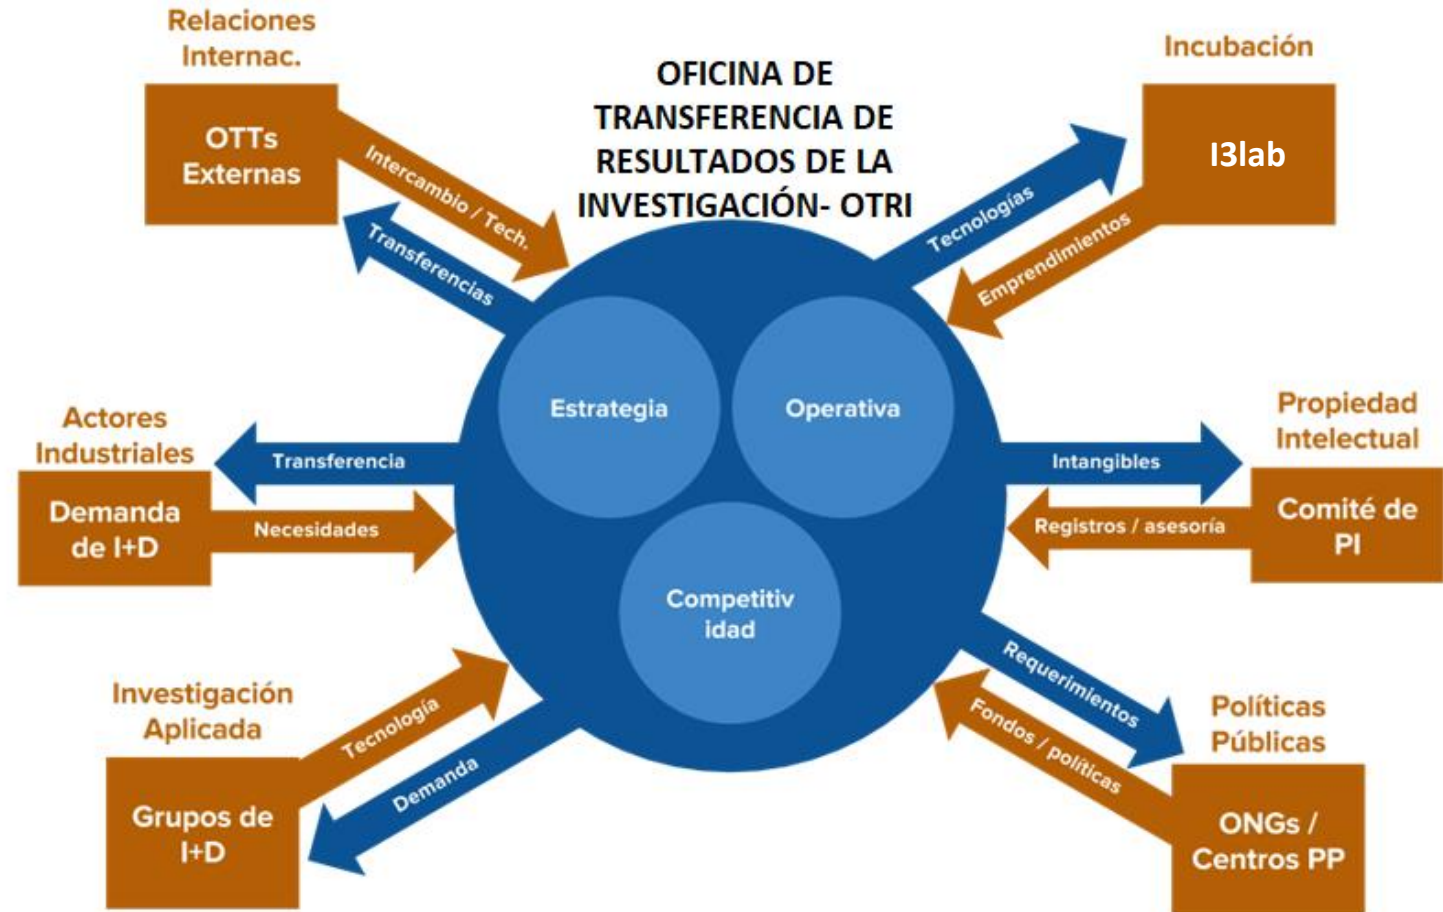 Relaciones
Internac.
OTTs
Externas
Intercambio / Tech.
Transferencias
OFICINA DE
TRANSFERENCIA DE
RESULTADOS DE LA
INVESTIGACIÓN- OTRI
Incubación
I3lab
Tecnologías
Emprendimientos
Estrategia
Operativa
Competitiv
idad
Actores
Industriales
Demanda
de I+D
Transferencia
Necesidades
Propiedad
Intelectual
Comité de
PI
Intangibles
Registros / asesoría
Investigación
Aplicada
Grupos de
I+D
Tecnología
Demanda
Requerimientos
Fondos / políticas
Políticas
Públicas
ONGs /
Centros PP